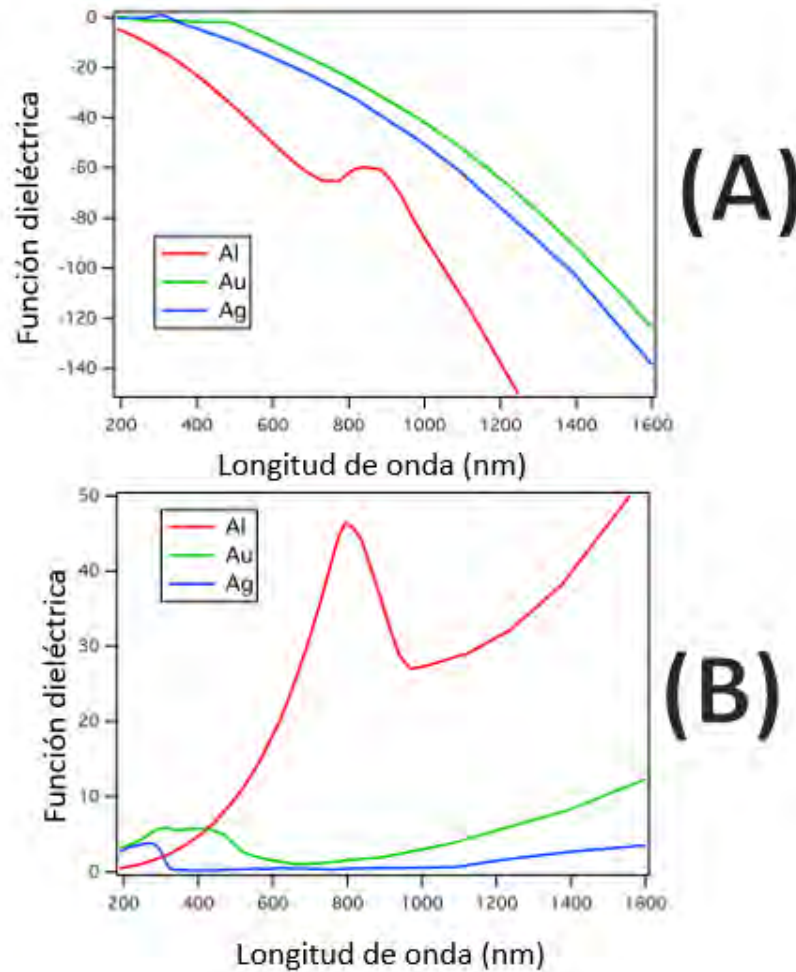 Función dieléctrica
0
-20
-40
-60
-80
-100
-120
-140
Al
Au
Ag
200 400 600 800 1000 1200 1400 1600
Longitud de onda (nm)
(A)
Función dieléctrica
50
40
30
20
10
0
Al
Au
Ag
200 400 600 800 1000 1200 1400 1600
Longitud de onda (nm)
(B)